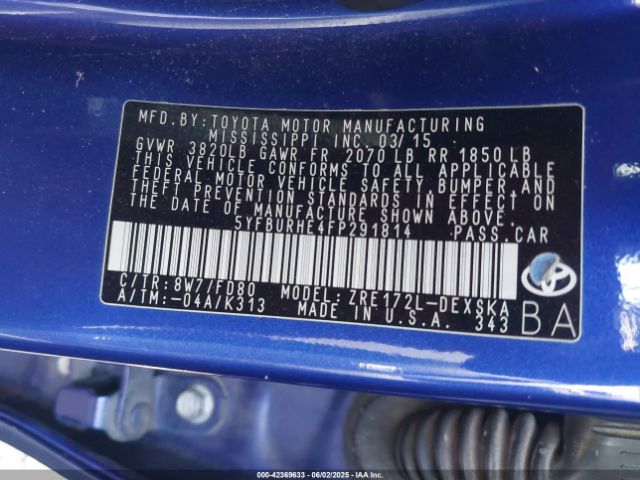 MFD.BY:TOYOTA MOTOR MANUFACTURING
MISSISSIPPI INC.03/15
GVWR 3820LB GAWR FR 2070 LB RR 1850 LB
THIS VEHICLE CONFORMS TO ALL APPLICABLE
FEDERAL MOTOR VEHICLE SAFETY,BUMPER,AND
THEFT PREVENTION STANDARDS IN EFFECT ON
THE DATE OF MANUFACTURE SHOWN ABOVE.
5YFBURHE4FP291814 PASS.CAR
C/TR:8W7/FD80 MODEL:ZRE172L-DEXSKA
A/TM:-04A/K313 MADE IN U.S.A. 343
BA
000-42369633 - 06/02/2025 - IAAI.COM